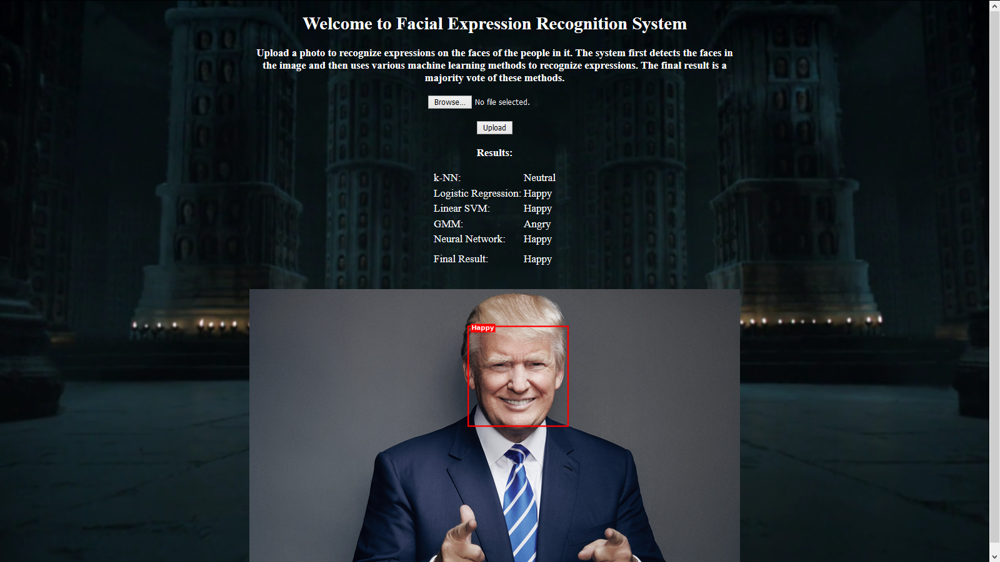 Welcome to Facial Expression Recognition System
Upload a photo to recognize expressions on the faces of the people in it. The system first detects the faces in
the image and then uses various machine learning methods to recognize expressions. The final result is a
majority vote of these methods.
Browse... No file selected.
Upload
Results:
k-NN: Neutral
Logistic Regression: Happy
Linear SVM: Happy
GMM: Angry
Neural Network: Happy
Final Result: Happy
Happy